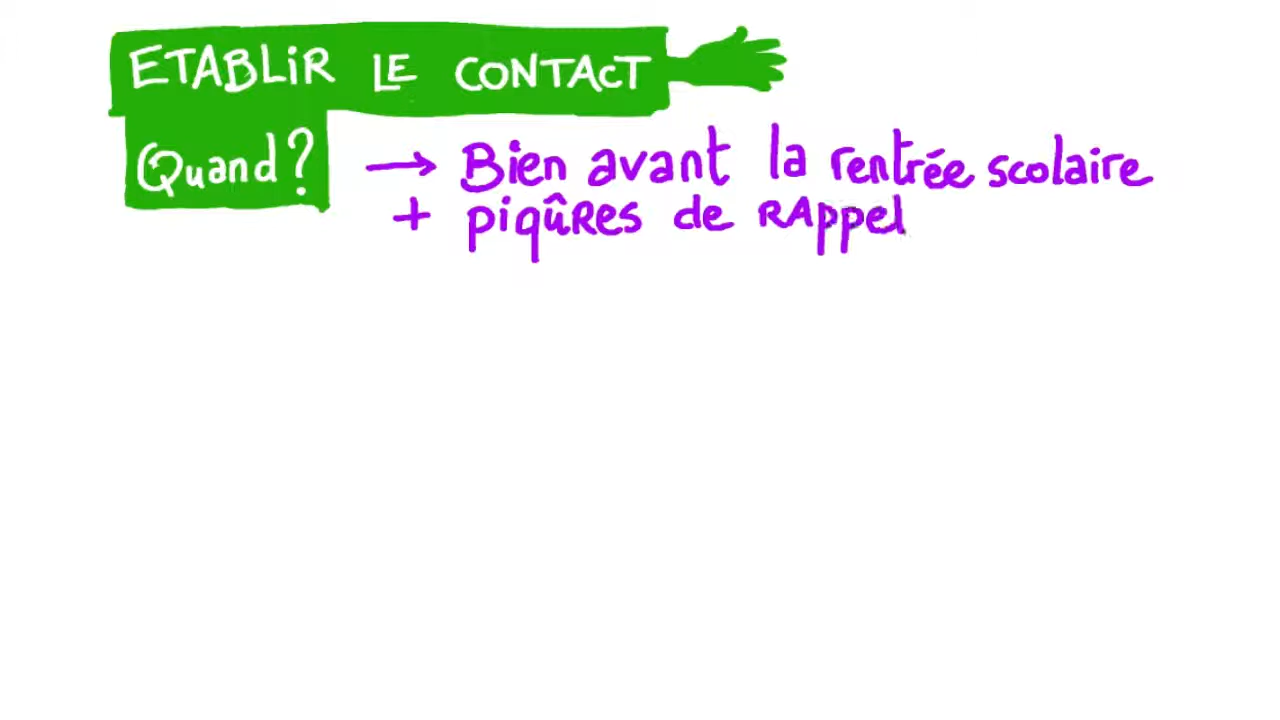 ETABLIR LE CONTACT
Quand? → Bien avant la rentrée scolaire
+ piqûres de rappel